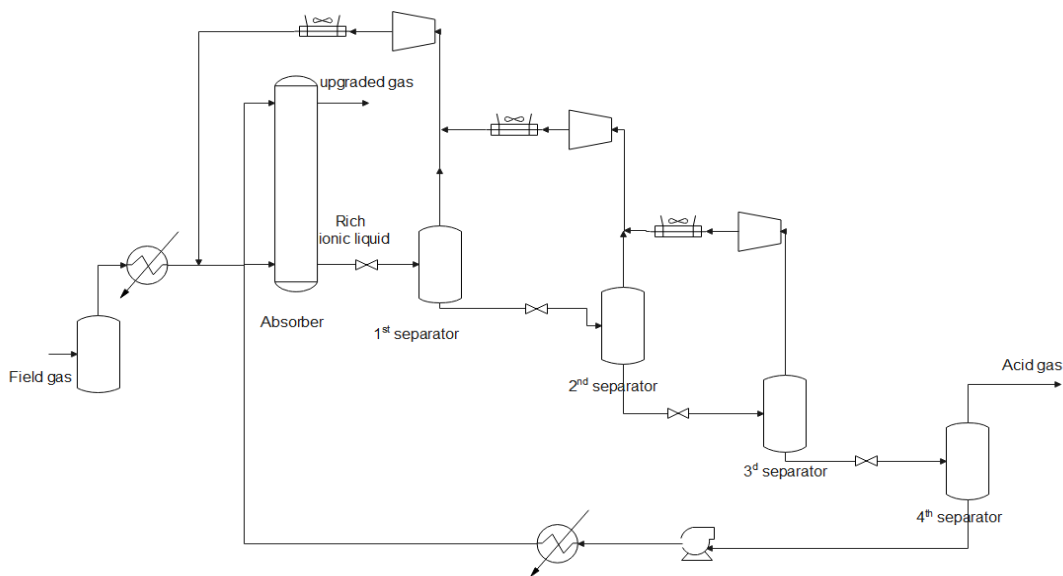 upgraded gas
Rich
ionic liquid
Absorber
1st separator
Field gas
2nd separator
Acid gas
3d separator
4th separator